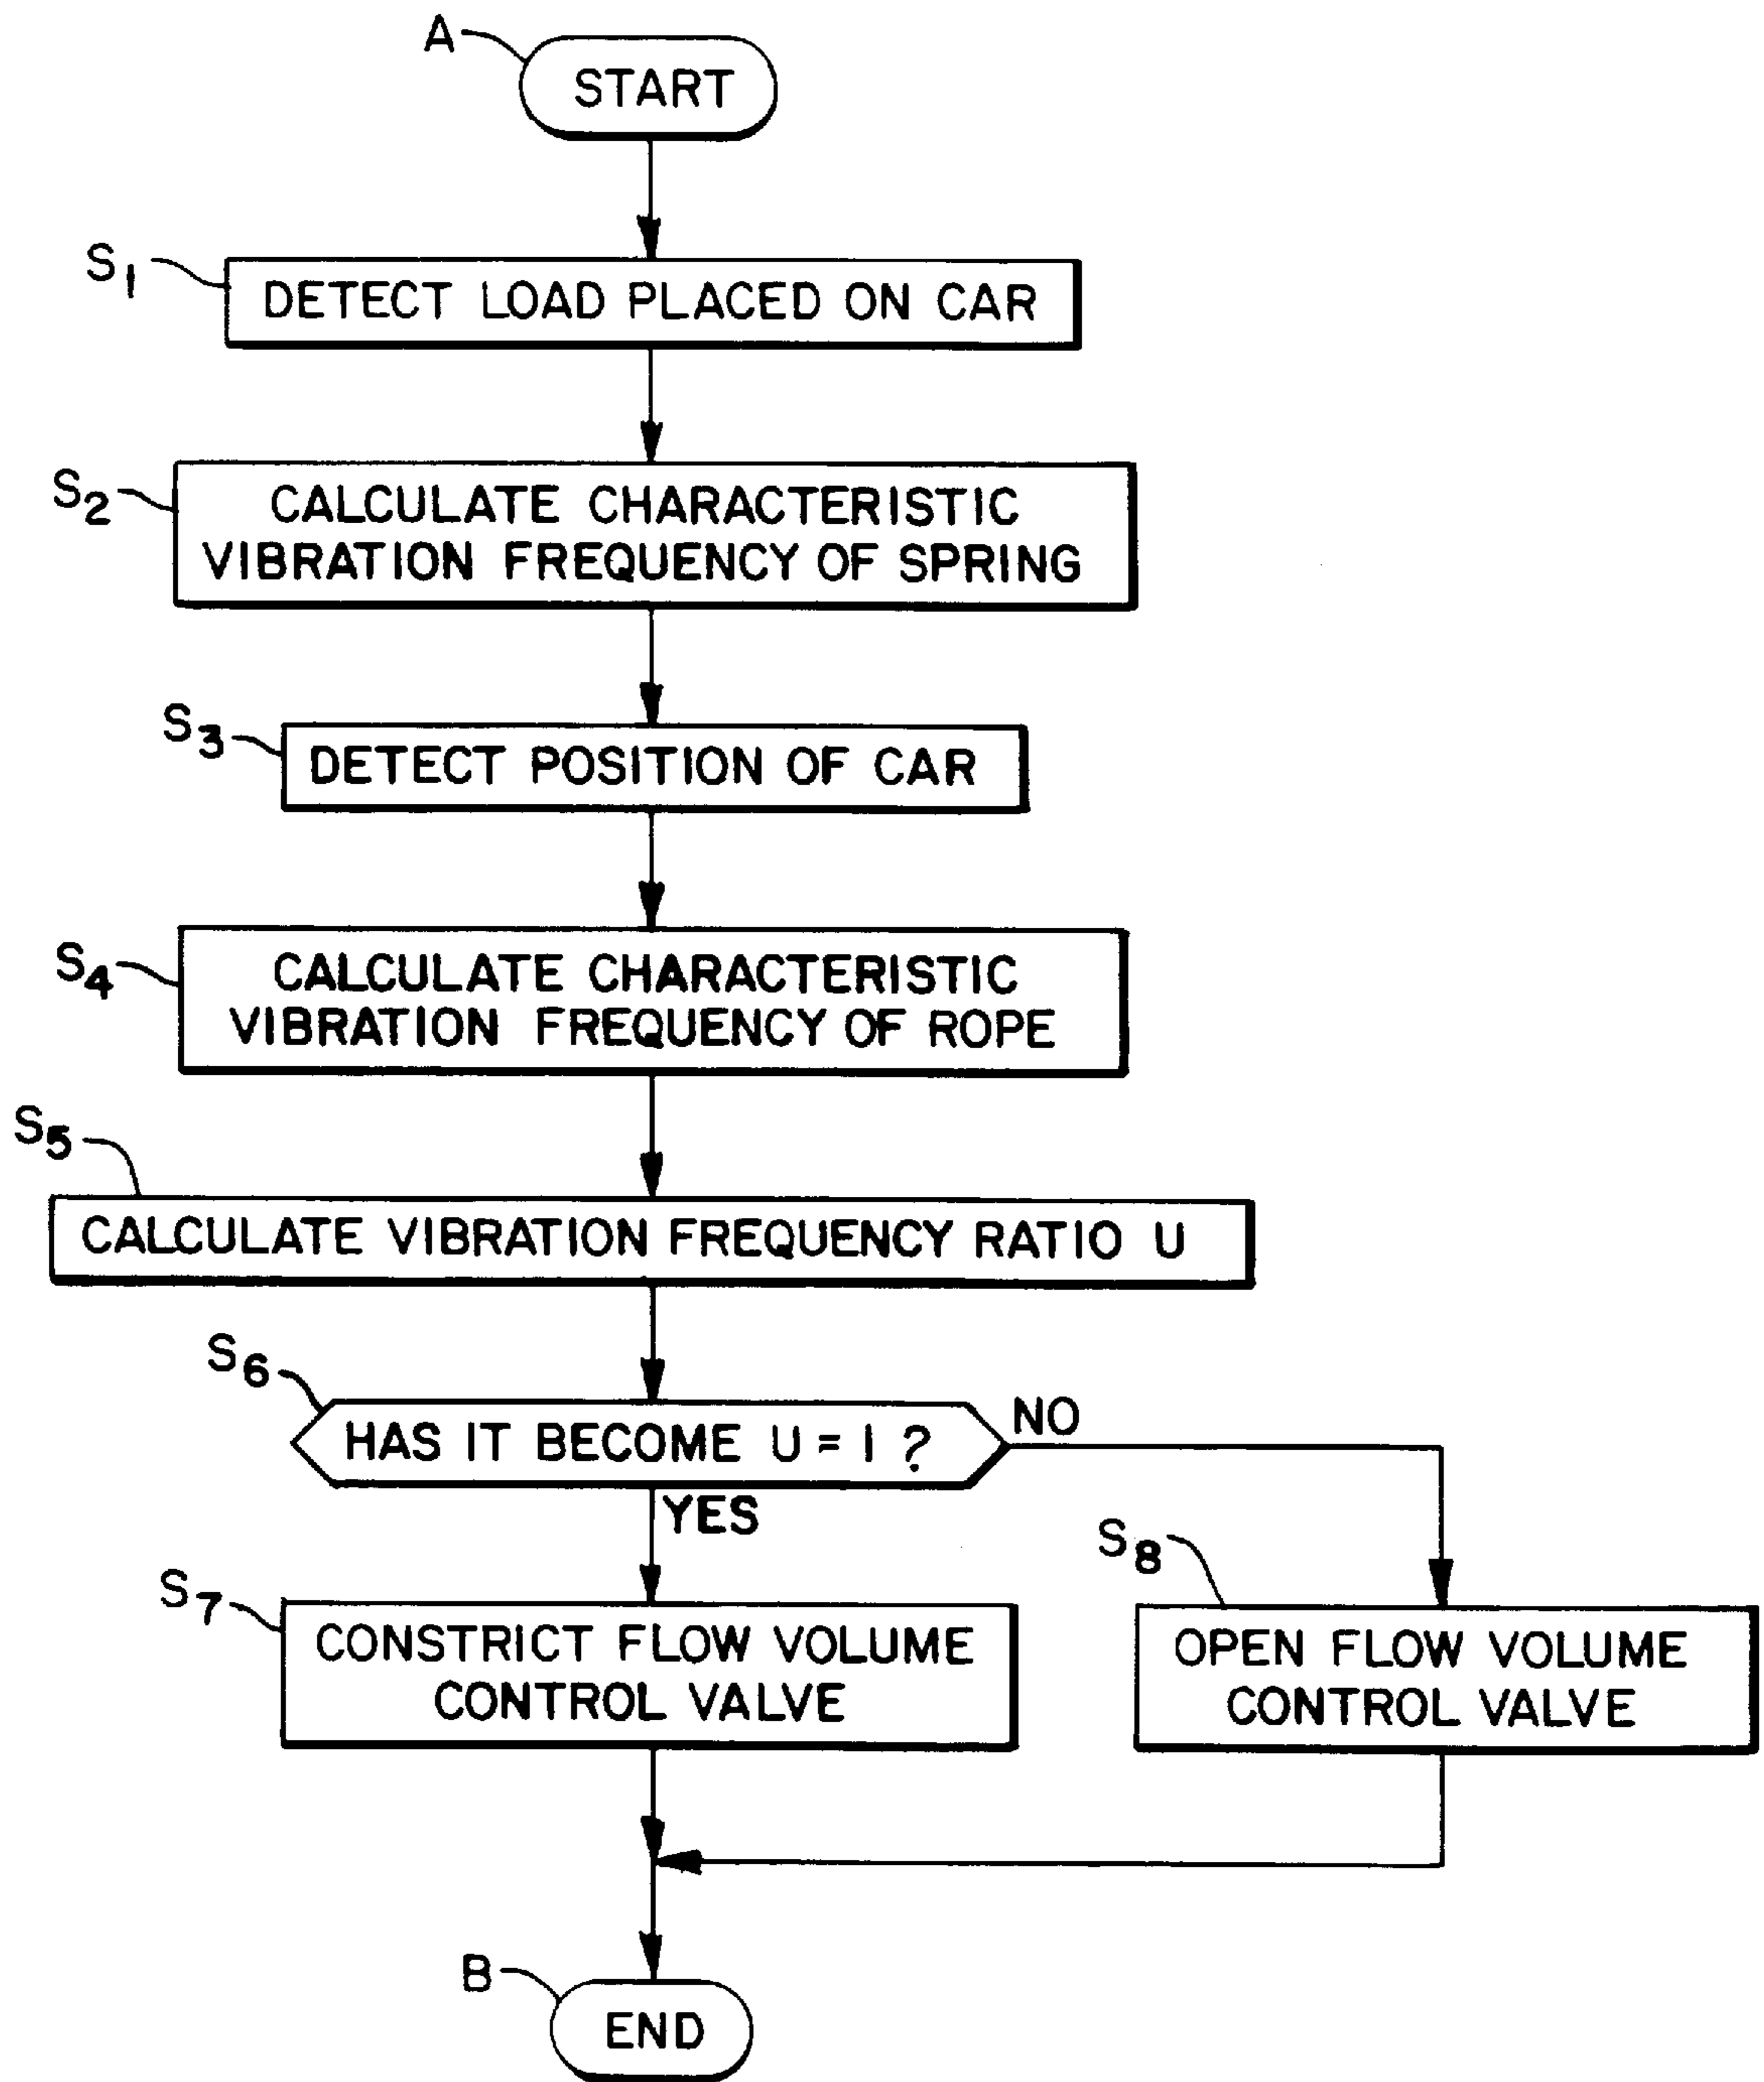 A
START
S1
DETECT LOAD PLACED ON CAR
S2
CALCULATE CHARACTERISTIC
VIBRATION FREQUENCY OF SPRING
S3
DETECT POSITION OF CAR
S4
CALCULATE CHARACTERISTIC
VIBRATION FREQUENCY OF ROPE
S5
CALCULATE VIBRATION FREQUENCY RATIO U
S6
HAS IT BECOME U = 1 ?
NO
YES
S7
CONSTRICT FLOW VOLUME
CONTROL VALVE
S8
OPEN FLOW VOLUME
CONTROL VALVE
B
END